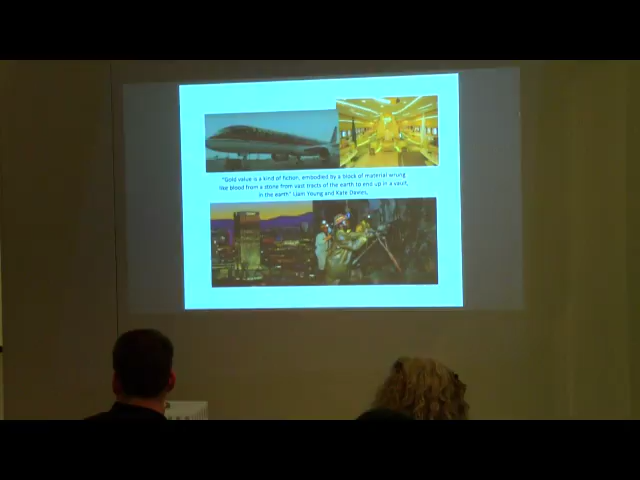 "Gold value is a kind of fiction, embodied by a block of material wrung
like blood from a stone from vast tracts of the earth to end up in a vault,
in the earth" Liam Young and Kate Davies,